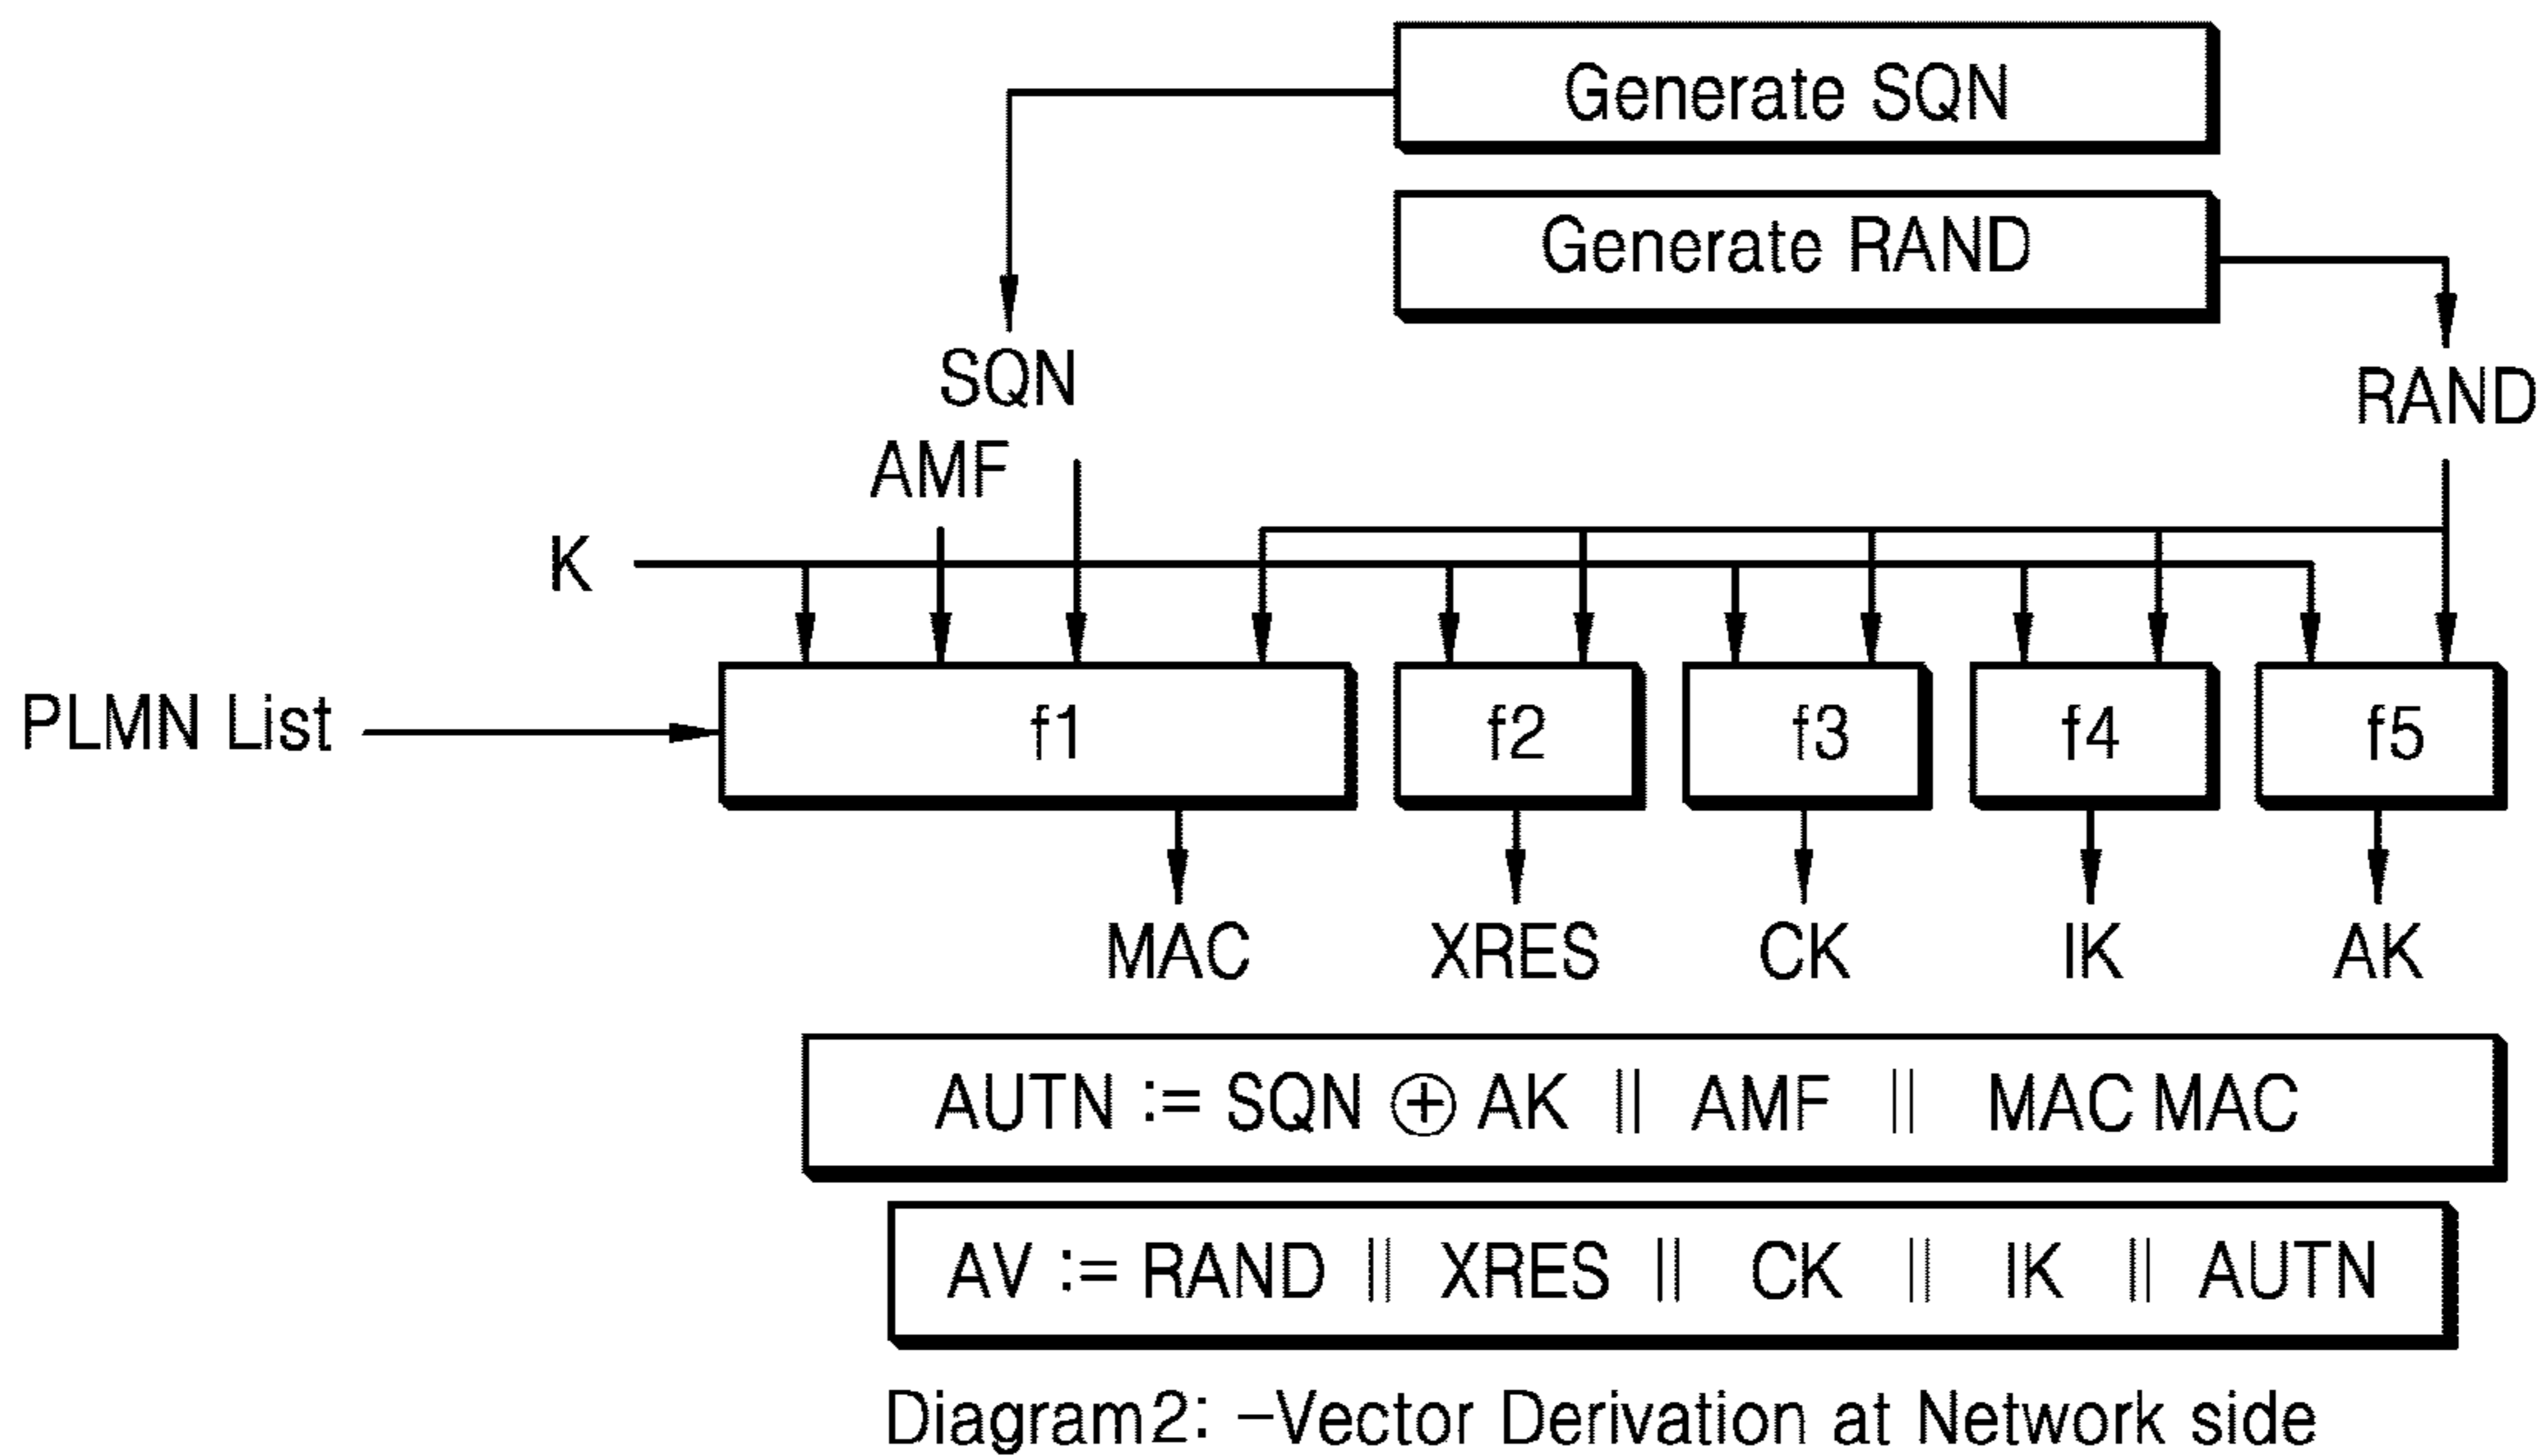 Generate SQN
Generate RAND
SQN
RAND
AMF
K
PLMN List
f1
f2
f3
f4
f5
MAC
XRES
CK
IK
AK
AUTN := SQN ⊕ AK || AMF || MAC MAC
AV := RAND || XRES || CK || IK || AUTN
Diagram2: -Vector Derivation at Network side